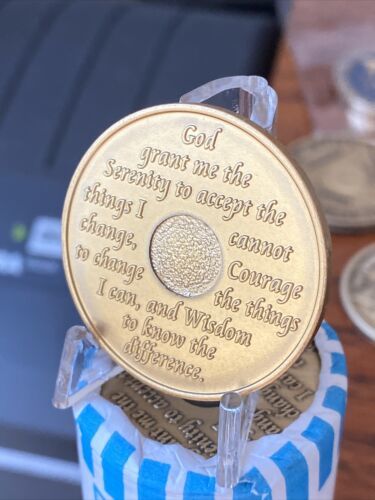 God
grant me the
Serenity to accept the
things I cannot
change, Courage
to change the things
I can, and Wisdom
to know the
difference.